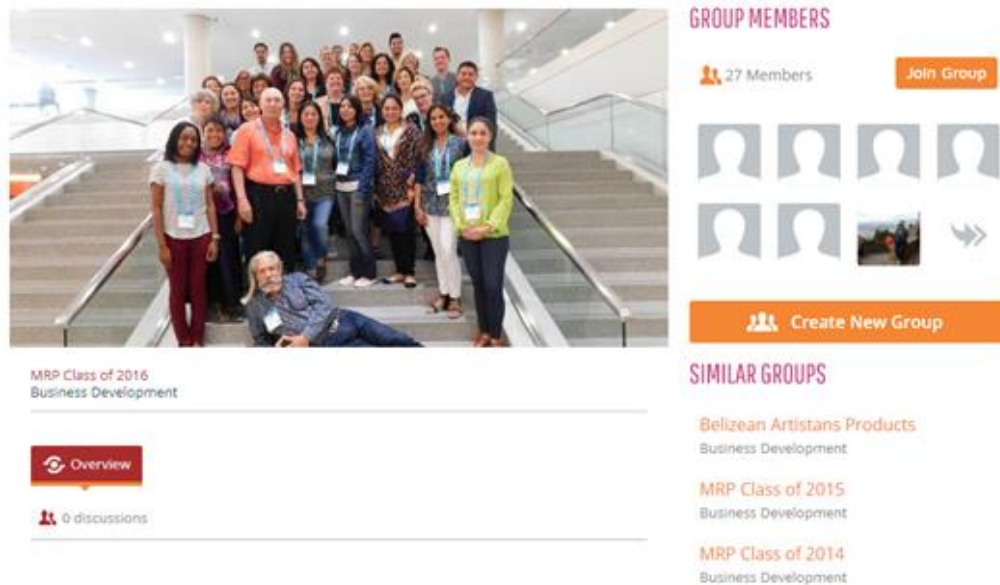 GROUP MEMBERS
27 Members
Join Group
Create New Group
MRP Class of 2016
Business Development
Overview
0 discussions
SIMILAR GROUPS
Belizean Artistans Products
Business Development
MRP Class of 2015
Business Development
MRP Class of 2014
Business Development